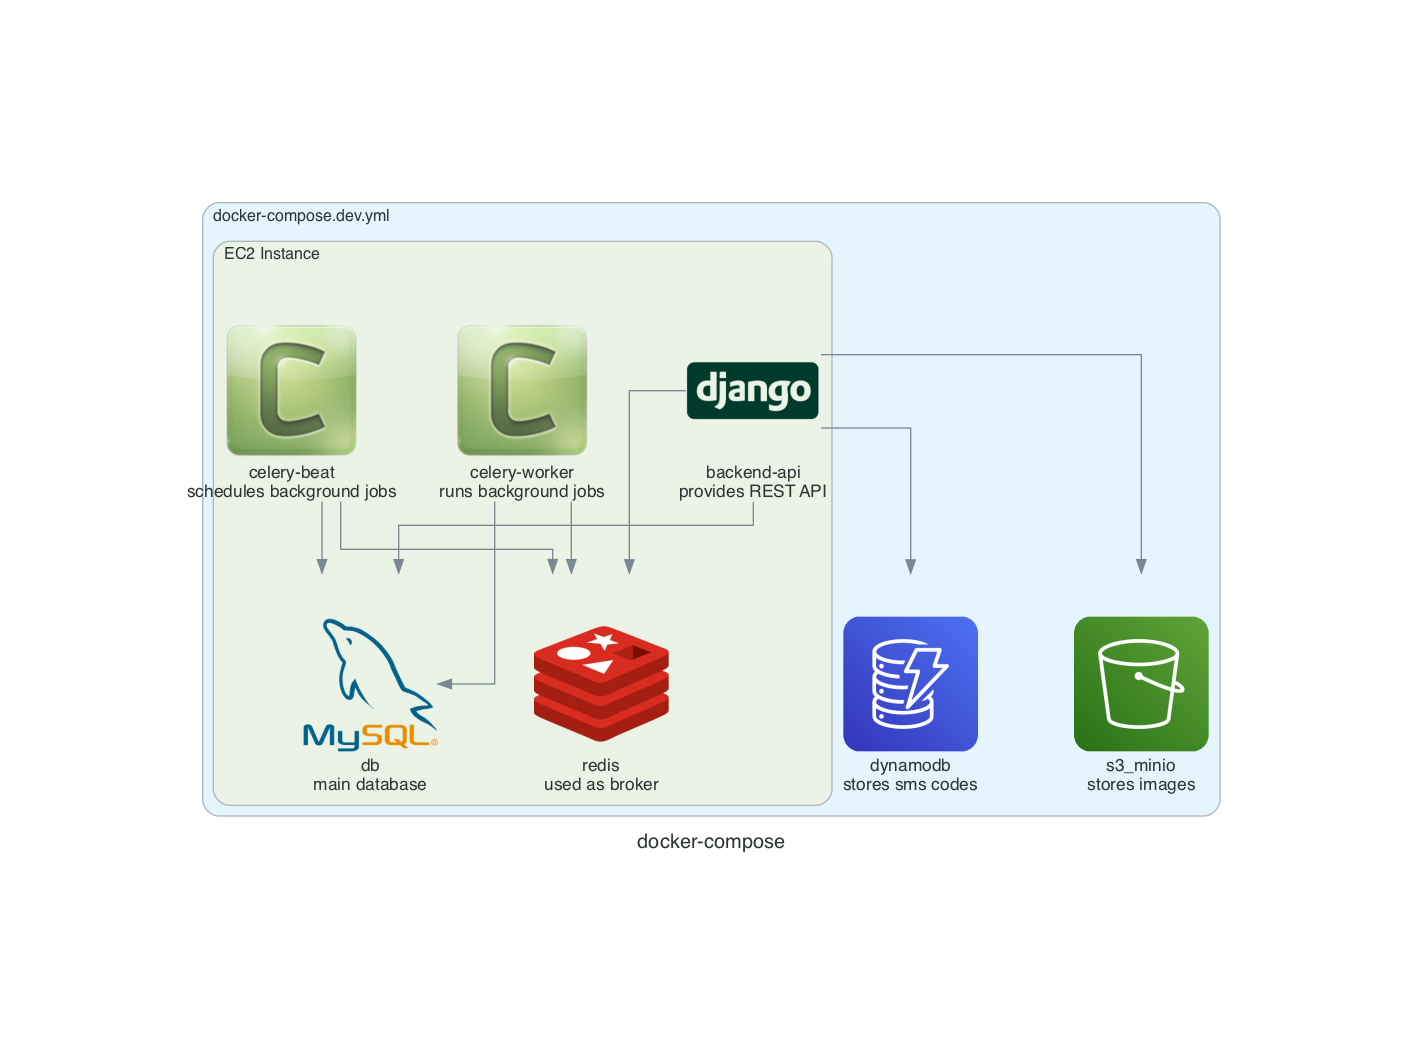 docker-compose.dev.yml
EC2 Instance
C
C
django
celery-beat
schedules background jobs
celery-worker
runs background jobs
backend-api
provides REST API
MySQL®
db
main database
redis
used as broker
dynamodb
stores sms codes
s3_minio
stores images
docker-compose